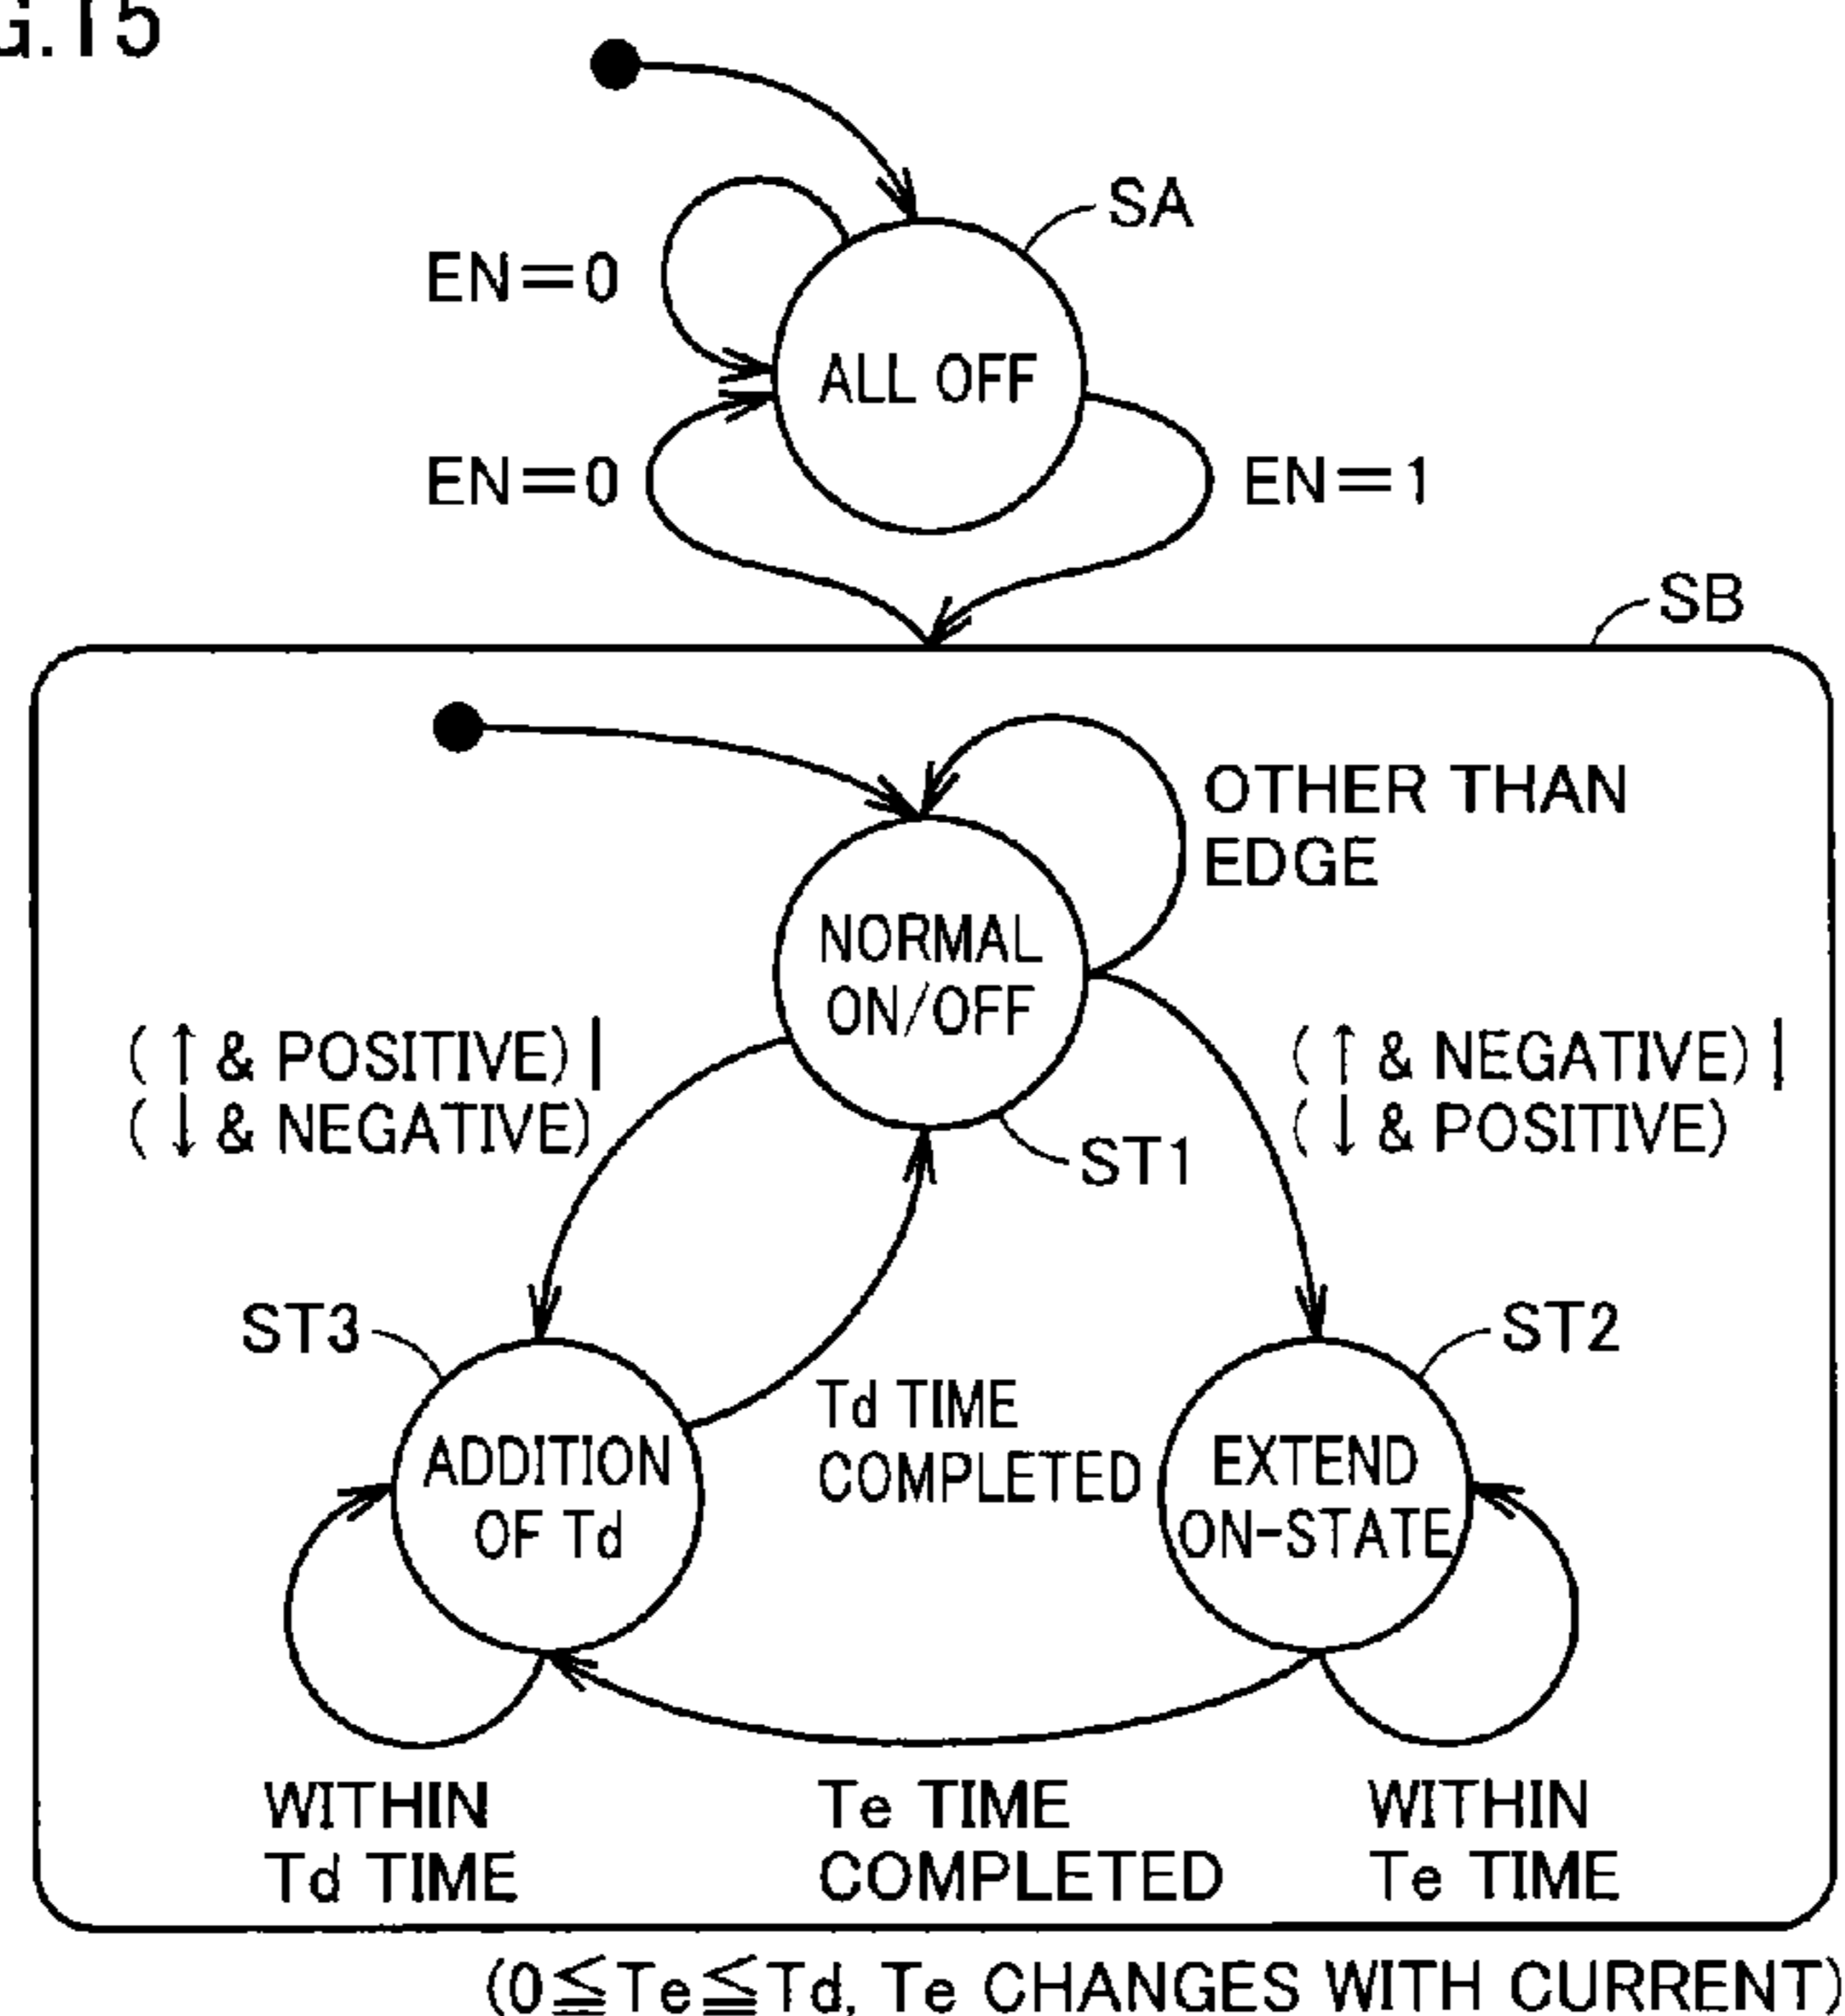 G.15
SA
EN=0
ALL OFF
EN=0
EN=1
SB
OTHER THAN
EDGE
NORMAL
ON/OFF
(↑& POSITIVE)|
(↓& NEGATIVE)
(↑& NEGATIVE)|
(↓& POSITIVE)
ST1
ST3
ST2
Td TIME
COMPLETED
ADDITION
OF Td
EXTEND
ON-STATE
WITHIN
Td TIME
Te TIME
COMPLETED
WITHIN
Te TIME
(0≦Te≦Td, Te CHANGES WITH CURRENT)